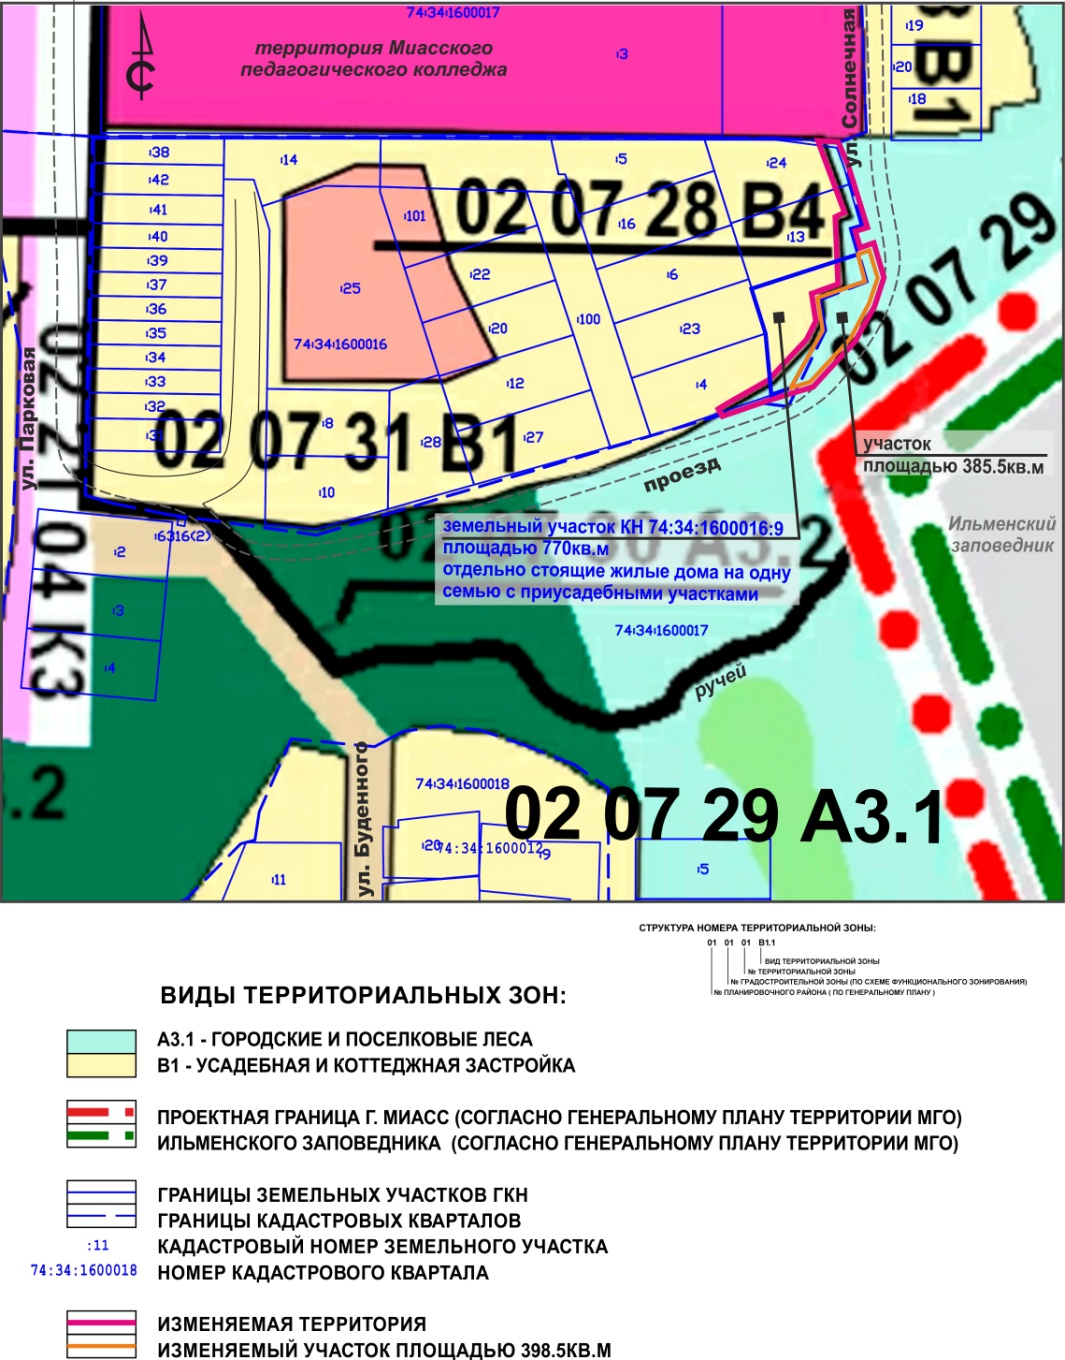 74:34:1600017
территория Миасского
педагогического колледжа
:3
ул. Солнечная
:19
:20
:18
В1
:38
:42
:41
:40
:39
:37
:36
:35
:34
:33
:32
:31
:14
:101
:5
:24
:16
:13
02 07 28 В4
02 07 29
:25
:22
:6
:20
:100
:23
74:34:1600016
:12
:4
02 07 31 В1
:8
:28
:27
:10
ул. Парковая
проезд
участок
площадью 385.5кв.м
земельный участок КН 74:34:1600016:9
площадью 770кв.м
отдельно стоящие жилые дома на одну
семью с приусадебными участками
Ильменский
заповедник
:6316(2)
:2
:3
:4
04 К3
74:34:1600017
ручей
.2
ул. Буденного
74:34:1600018
02 07 29 А3.1
:20
74:34:1600012
:9
:11
:5
СТРУКТУРА НОМЕРА ТЕРРИТОРИАЛЬНОЙ ЗОНЫ:
01 01 01 В1.1
ВИД ТЕРРИТОРИАЛЬНОЙ ЗОНЫ
№ ТЕРРИТОРИАЛЬНОЙ ЗОНЫ
№ ГРАДОСТРОИТЕЛЬНОЙ ЗОНЫ (ПО СХЕМЕ ФУНКЦИОНАЛЬНОГО ЗОНИРОВАНИЯ)
№ ПЛАНИРОВОЧНОГО РАЙОНА ( ПО ГЕНЕРАЛЬНОМУ ПЛАНУ )
ВИДЫ ТЕРРИТОРИАЛЬНЫХ ЗОН:
А3.1 - ГОРОДСКИЕ И ПОСЕЛКОВЫЕ ЛЕСА
В1 - УСАДЕБНАЯ И КОТТЕДЖНАЯ ЗАСТРОЙКА
ПРОЕКТНАЯ ГРАНИЦА Г. МИАСС (СОГЛАСНО ГЕНЕРАЛЬНОМУ ПЛАНУ ТЕРРИТОРИИ МГО)
ИЛЬМЕНСКОГО ЗАПОВЕДНИКА (СОГЛАСНО ГЕНЕРАЛЬНОМУ ПЛАНУ ТЕРРИТОРИИ МГО)
ГРАНИЦЫ ЗЕМЕЛЬНЫХ УЧАСТКОВ ГКН
ГРАНИЦЫ КАДАСТРОВЫХ КВАРТАЛОВ
:11 КАДАСТРОВЫЙ НОМЕР ЗЕМЕЛЬНОГО УЧАСТКА
74:34:1600018 НОМЕР КАДАСТРОВОГО КВАРТАЛА
ИЗМЕНЯЕМАЯ ТЕРРИТОРИЯ
ИЗМЕНЯЕМЫЙ УЧАСТОК ПЛОЩАДЬЮ 398.5КВ.М